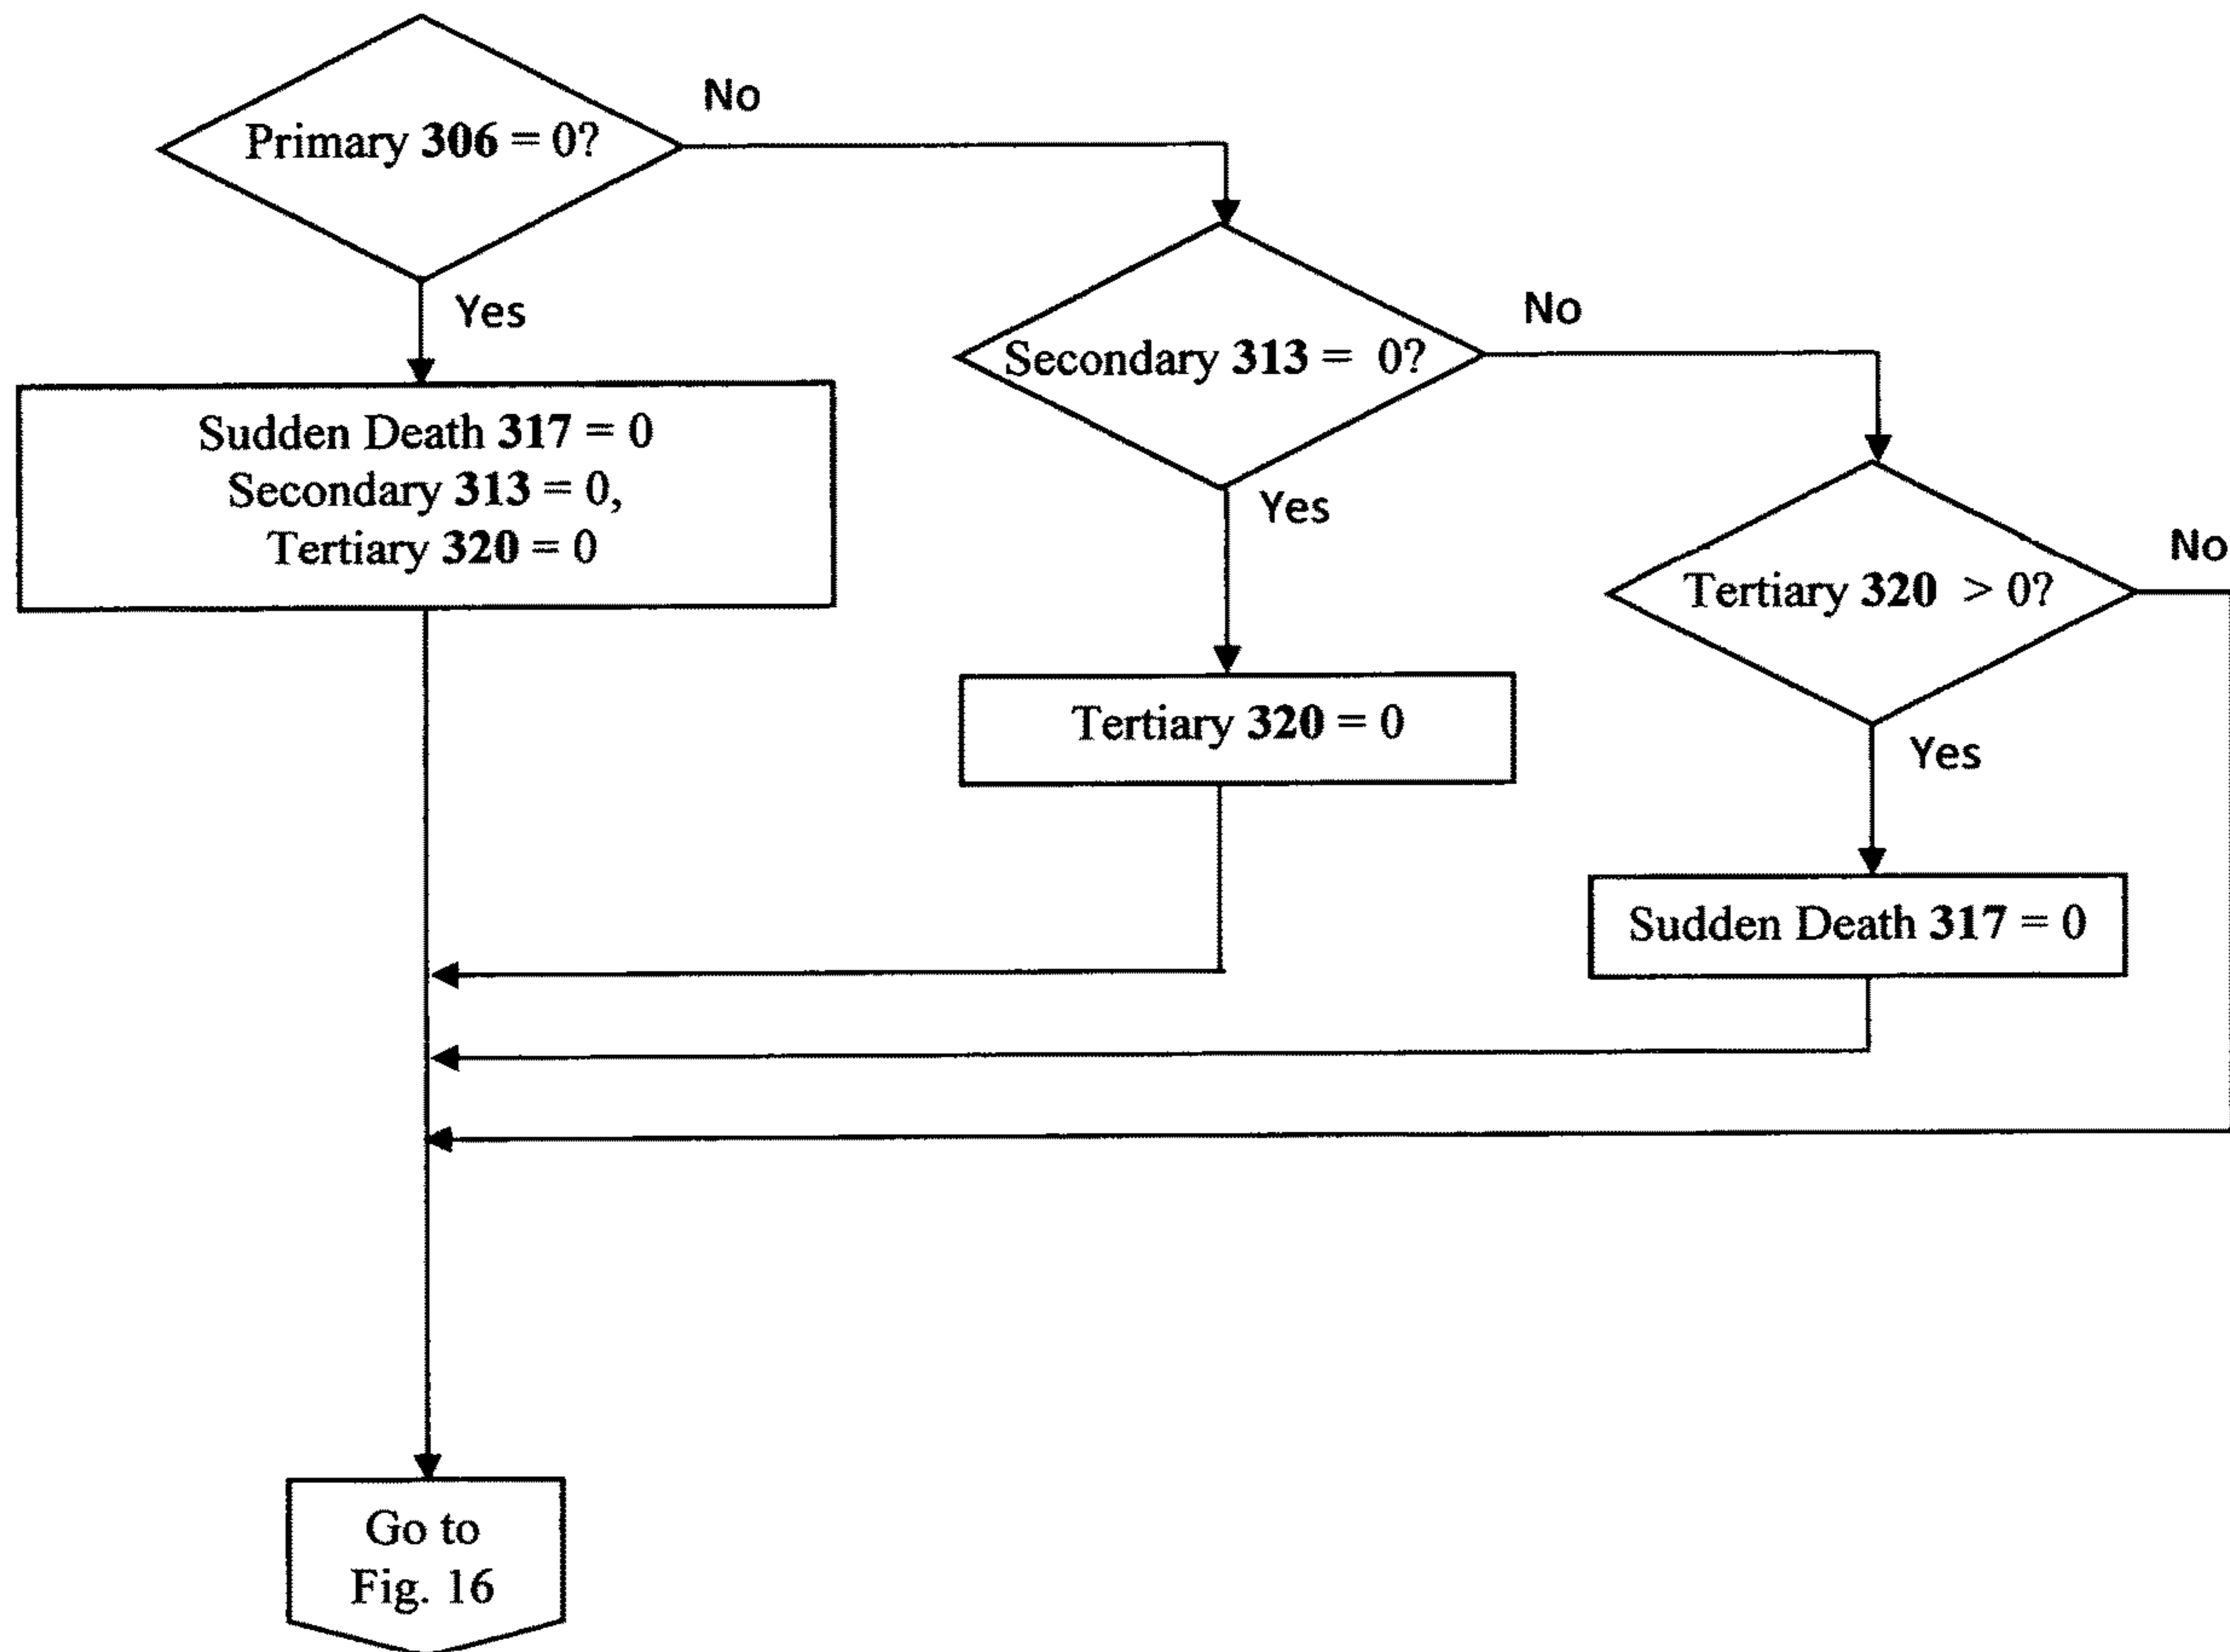 No
Primary 306 = 0?
Yes
No
Secondary 313 = 0?
Sudden Death 317 = 0
Secondary 313 = 0,
Tertiary 320 = 0
Yes
No
Tertiary 320 > 0?
Tertiary 320 = 0
Yes
Sudden Death 317 = 0
Go to
Fig. 16